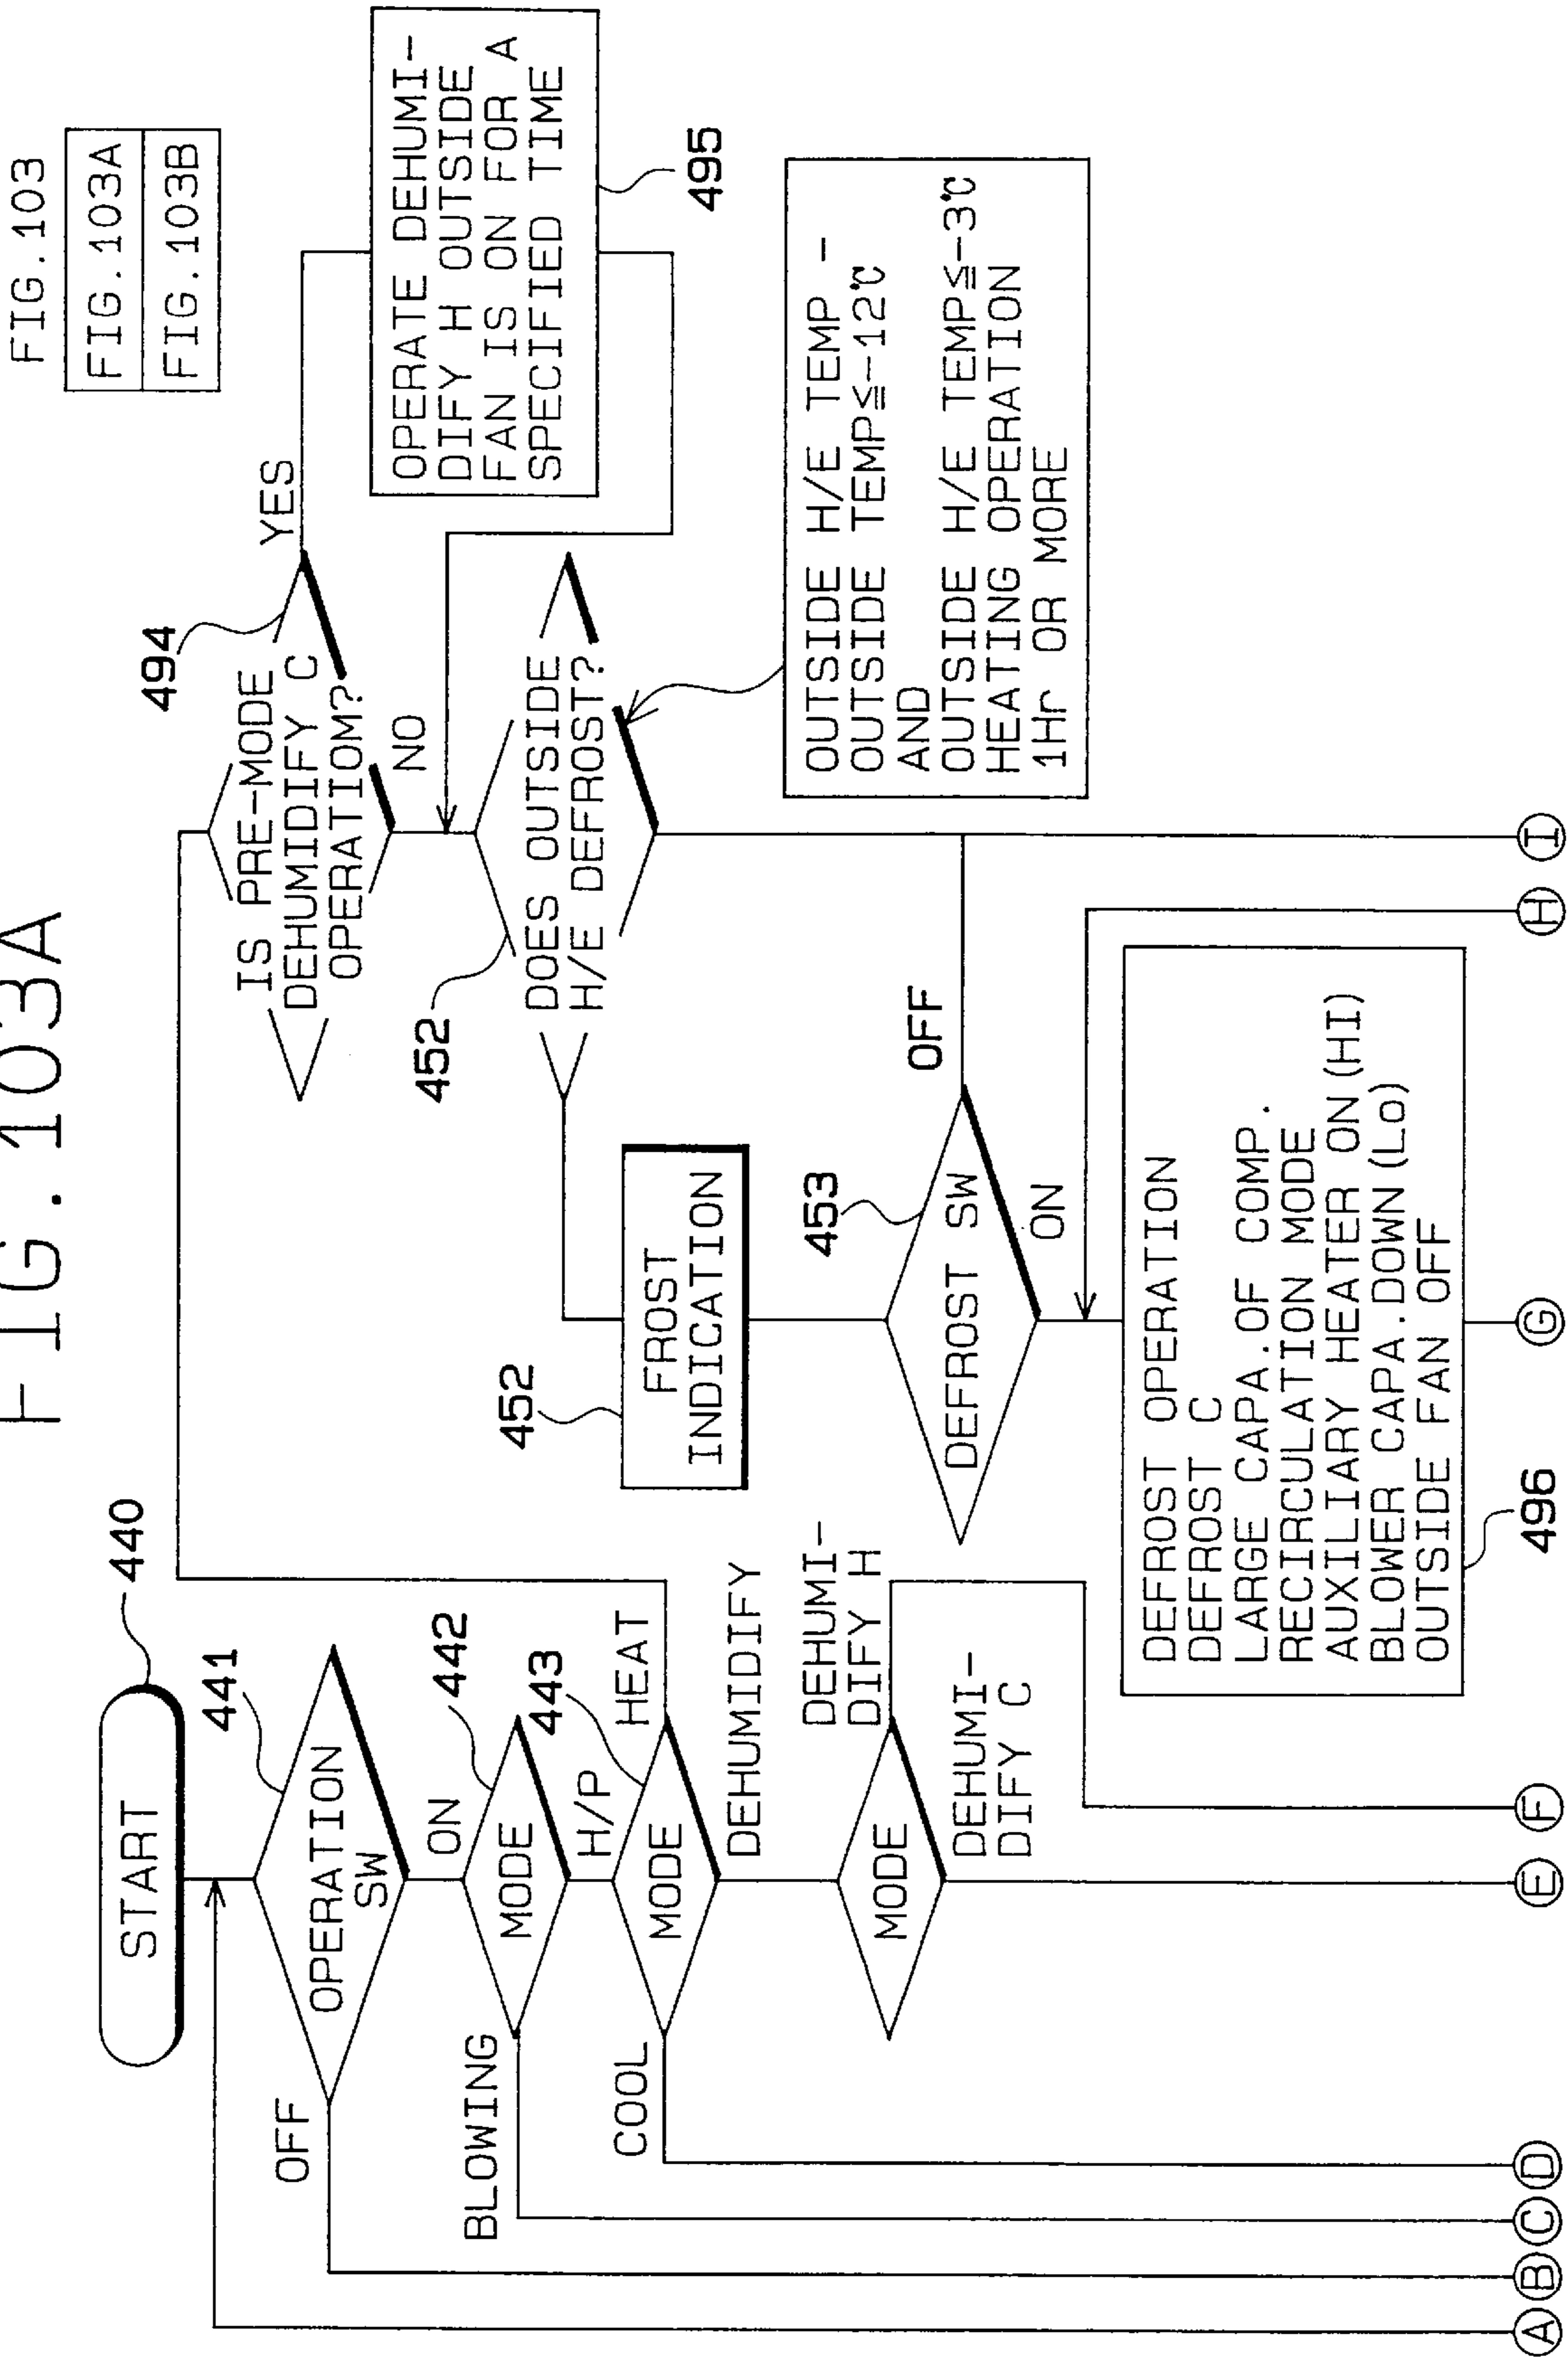 FIG. 103A
FIG. 103
FIG. 103A
FIG. 103B
START
440
441
OPERATION
SW
OFF
ON
442
MODE
BLOWING
H/P
443
MODE
COOL
HEAT
DEHUMIDIFY
MODE
DEHUMI-
DIFY H
DEHUMI-
DIFY C
494
IS PRE-MODE
DEHUMIDIFY C
OPERATIOM?
YES
NO
OPERATE DEHUMI-
DIFY H OUTSIDE
FAN IS ON FOR A
SPECIFIED TIME
495
452
DOES OUTSIDE
H/E DEFROST?
OUTSIDE H/E TEMP -
OUTSIDE TEMP≦-12℃
AND
OUTSIDE H/E TEMP≦-3℃
HEATING OPERATION
1Hr OR MORE
452
FROST
INDICATION
453
DEFROST SW
OFF
ON
DEFROST OPERATION
DEFROST C
LARGE CAPA. OF COMP.
RECIRCULATION MODE
AUXILIARY HEATER ON (HI)
BLOWER CAPA. DOWN (LO)
OUTSIDE FAN OFF
496
A B C D E F G H I